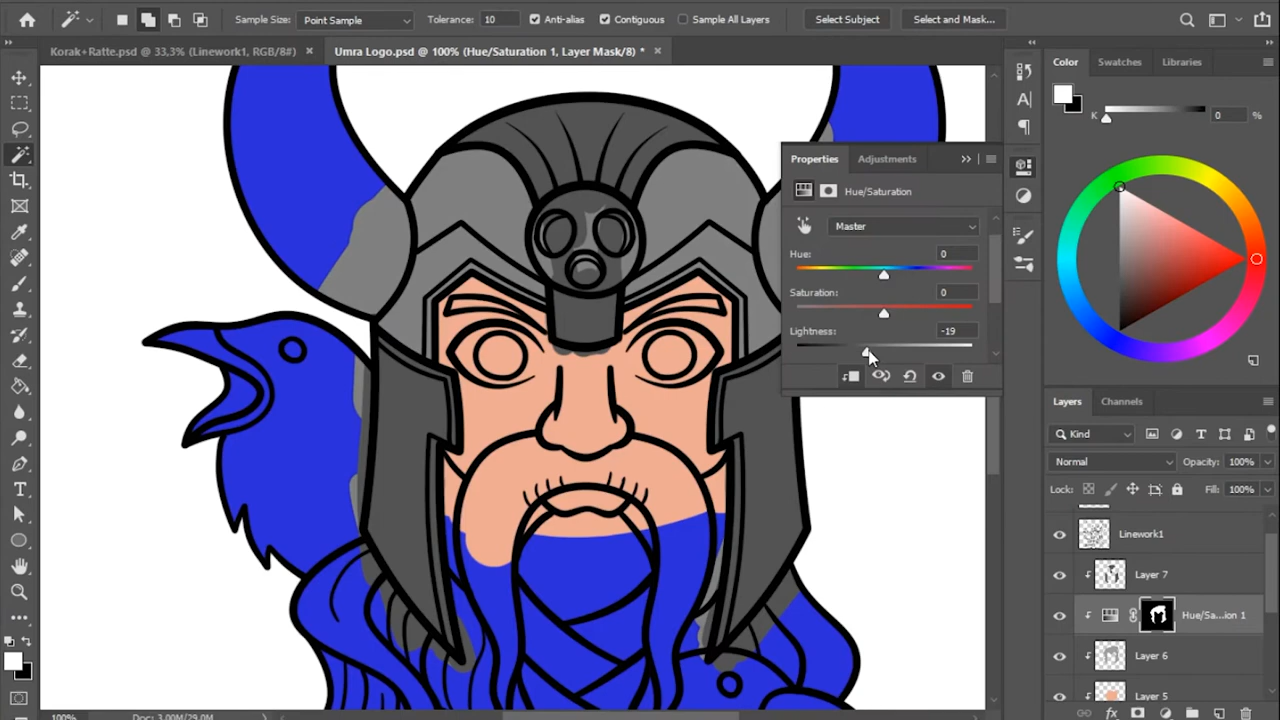 Sample Size: Point Sample Tolerance: 10 Anti-alias Contiguous Sample All Layers Select Subject Select and Mask...
Korak+Ratte.psd @ 33,3% (Linework1, RGB/8#) × Umra Logo.psd @ 100% (Hue/Saturation 1, Layer Mask/8) * ×
Color Swatches Libraries
K 0 %
Properties Adjustments
Hue/Saturation
Master
Hue: 0
Saturation: 0
Lightness: -19
Layers Channels
Kind
Normal Opacity: 100%
Lock: Fill: 100%
Linework1
Layer 7
Hue/Sa...ion 1
Layer 6
Layer 5
100% Doc: 3.00M/29.0M